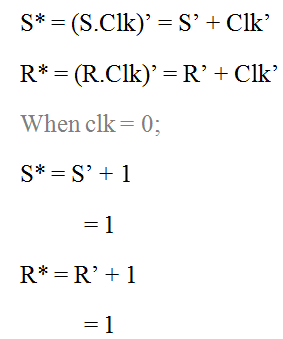 S* = (S.Clk)’ = S’ + Clk’
R* = (R.Clk)’ = R’ + Clk’
When clk = 0;
S* = S’ + 1
= 1
R* = R’ + 1
= 1